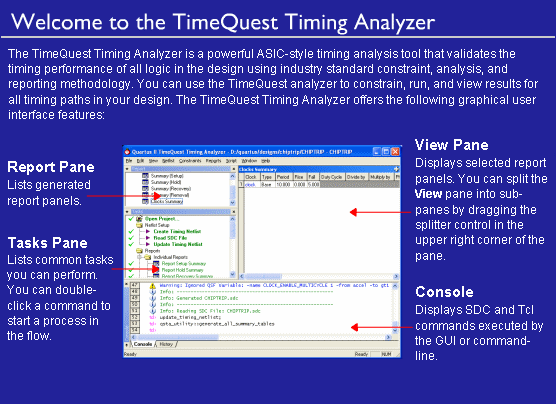 Welcome to the TimeQuest Timing Analyzer
The TimeQuest Timing Analyzer is a powerful ASIC-style timing analysis tool that validates the
timing performance of all logic in the design using industry standard constraint, analysis, and
reporting methodology. You can use the TimeQuest analyzer to constrain, run, and view results for
all timing paths in your design. The TimeQuest Timing Analyzer offers the following graphical user
interface features:
Report Pane
Lists generated
report panels.
Tasks Pane
Lists common tasks
you can perform.
You can double-
click a command to
start a process in
the flow.
Quartus II TimeQuest Timing Analyzer - D:/quartus/designs/chiptrip/CHIPTRIP - CHIPTRIP
File Edit View Netlist Constraints Reports Script Window Help
Summary (Setup)
Summary (Hold)
Summary (Recovery)
Summary (Removal)
Clocks Summary
Clocks Summary
Clock Type Period Rise Fall Duty Cycle Divide by Multiply by
1 clock Base 10.000 0.000 5.000
Open Project...
Netlist Setup
Create Timing Netlist
Read SDC File
Update Timing Netlist
Reports
Individual Reports
Report Setup Summary
Report Hold Summary
Report Recovery Summary
47 Warning: Ignored QSF Variable: -name CLOCK_ENABLE_MULTICYCLE 1 -from accel -to gti
48 Info: --------------------------------------------
49 Info: Generated CHIPTRIP.sdc
50 Info: --------------------------------------------
51 Info: Reading SDC File: CHIPTRIP.sdc
52 update_timing_netlist;
53 qsta_utility::generate_all_summary_tables
54
Console History
Ready Ready NUM
View Pane
Displays selected report
panels. You can split the
View pane into sub-
panes by dragging the
splitter control in the
upper right corner of the
pane.
Console
Displays SDC and Tcl
commands executed by
the GUI or command-
line.